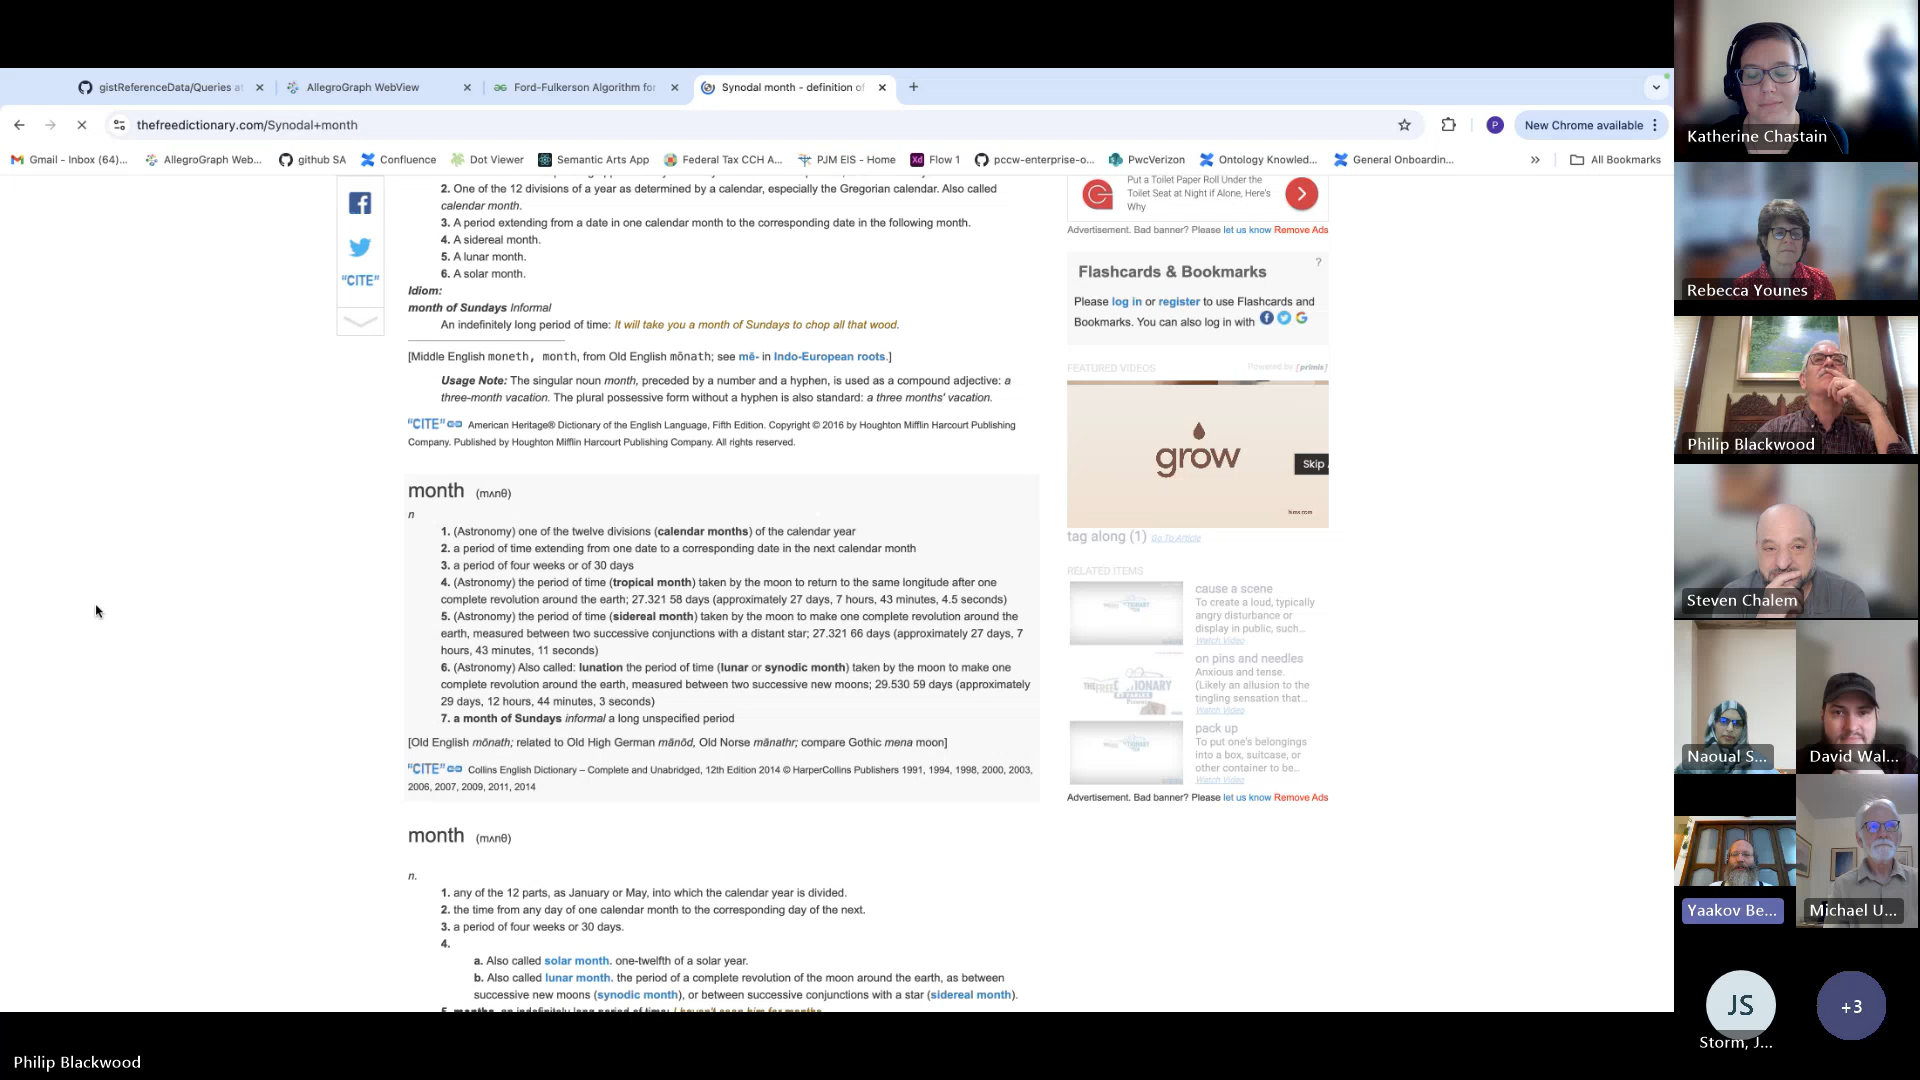 gistReferenceData/Queries at
AllegroGraph WebView
Ford-Fulkerson Algorithm for
Synodal month - definition of
thefreedictionary.com/Synodal+month
New Chrome available
Gmail - Inbox (64)...
AllegroGraph Web...
github SA
Confluence
Dot Viewer
Semantic Arts App
Federal Tax CCH A...
PJM EIS - Home
Flow 1
pccw-enterprise-o...
PwcVerizon
Ontology Knowled...
General Onboardin...
All Bookmarks
"CITE"
2. One of the 12 divisions of a year as determined by a calendar, especially the Gregorian calendar. Also called
calendar month.
3. A period extending from a date in one calendar month to the corresponding date in the following month.
4. A sidereal month.
5. A lunar month.
6. A solar month.
Idiom:
month of Sundays Informal
An indefinitely long period of time: It will take you a month of Sundays to chop all that wood.
[Middle English moneth, month, from Old English mōnath; see mē- in Indo-European roots.]
Usage Note: The singular noun month, preceded by a number and a hyphen, is used as a compound adjective: a
three-month vacation. The plural possessive form without a hyphen is also standard: a three months' vacation.
"CITE" American Heritage® Dictionary of the English Language, Fifth Edition. Copyright © 2016 by Houghton Mifflin Harcourt Publishing
Company. Published by Houghton Mifflin Harcourt Publishing Company. All rights reserved.
month (mʌnθ)
n
1. (Astronomy) one of the twelve divisions (calendar months) of the calendar year
2. a period of time extending from one date to a corresponding date in the next calendar month
3. a period of four weeks or of 30 days
4. (Astronomy) the period of time (tropical month) taken by the moon to return to the same longitude after one
complete revolution around the earth; 27.321 58 days (approximately 27 days, 7 hours, 43 minutes, 4.5 seconds)
5. (Astronomy) the period of time (sidereal month) taken by the moon to make one complete revolution around the
earth, measured between two successive conjunctions with a distant star; 27.321 66 days (approximately 27 days, 7
hours, 43 minutes, 11 seconds)
6. (Astronomy) Also called: lunation the period of time (lunar or synodic month) taken by the moon to make one
complete revolution around the earth, measured between two successive new moons; 29.530 59 days (approximately
29 days, 12 hours, 44 minutes, 3 seconds)
7. a month of Sundays informal a long unspecified period
[Old English mōnath; related to Old High German mānōd, Old Norse mānathr; compare Gothic mena moon]
"CITE" Collins English Dictionary – Complete and Unabridged, 12th Edition 2014 © HarperCollins Publishers 1991, 1994, 1998, 2000, 2003,
2006, 2007, 2009, 2011, 2014
month (mʌnθ)
n.
1. any of the 12 parts, as January or May, into which the calendar year is divided.
2. the time from any day of one calendar month to the corresponding day of the next.
3. a period of four weeks or 30 days.
4.
a. Also called solar month. one-twelfth of a solar year.
b. Also called lunar month. the period of a complete revolution of the moon around the earth, as between
successive new moons (synodic month), or between successive conjunctions with a star (sidereal month).
5. months, an indefinitely long period of time: I haven't seen him for months.
Put a Toilet Paper Roll Under the
Toilet Seat at Night if Alone, Here's
Why
Advertisement. Bad banner? Please let us know Remove Ads
Flashcards & Bookmarks
?
Please log in or register to use Flashcards and
Bookmarks. You can also log in with
FEATURED VIDEOS
Powered by [primis]
grow
Skip
hims.com
tag along (1) Go To Article
RELATED ITEMS
cause a scene
To create a loud, typically
angry disturbance or
display in public, such...
Watch Video
on pins and needles
Anxious and tense.
(Likely an allusion to the
tingling sensation that...
Watch Video
pack up
To put one's belongings
into a box, suitcase, or
other container to be...
Watch Video
Advertisement. Bad banner? Please let us know Remove Ads
Katherine Chastain
Rebecca Younes
Philip Blackwood
Steven Chalem
Naoual S...
David Wal...
Yaakov Be...
Michael U...
JS
+3
Storm, J...
Philip Blackwood